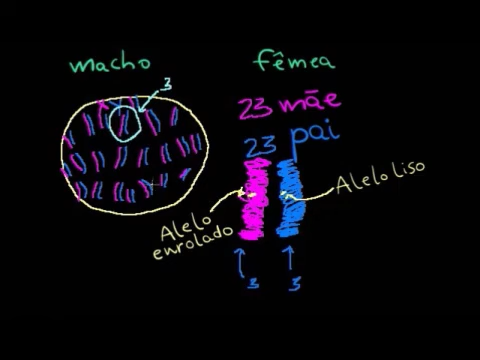 macho
fêmea
3
23 mãe
23 pai
Alelo liso
Alelo
enrolado
3
3